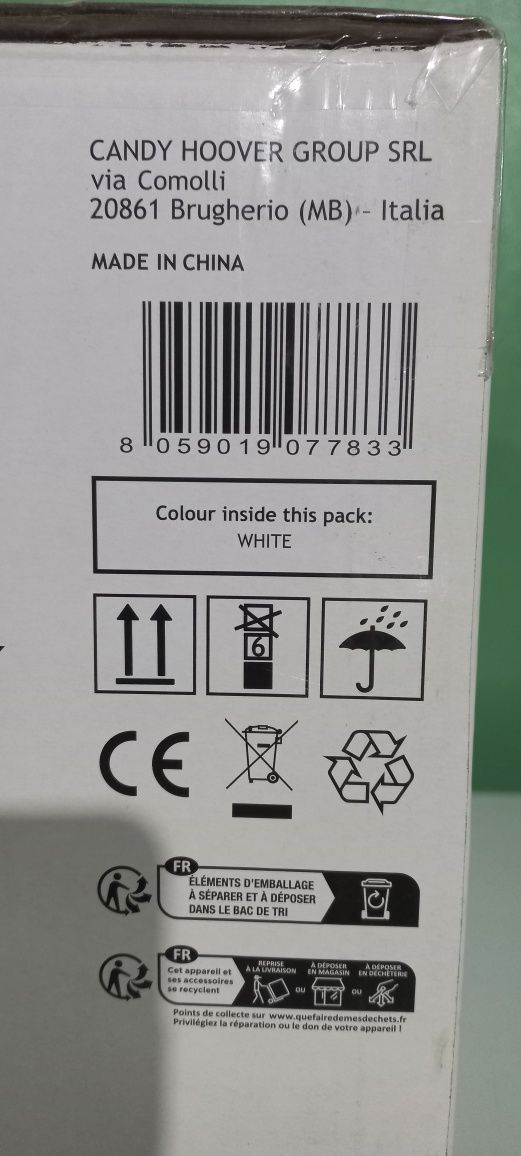 CANDY HOOVER GROUP SRL
via Comolli
20861 Brugherio (MB) - Italia
MADE IN CHINA
8 059019 077833
Colour inside this pack:
WHITE
6
CE
FR
ÉLÉMENTS D'EMBALLAGE
À SÉPARER ET À DÉPOSER
DANS LE BAC DE TRI
FR
Cet appareil et
ses accessoires
se recyclent
REPRISE
À LA LIVRAISON
OU
À DÉPOSER
EN MAGASIN
OU
À DÉPOSER
EN DÉCHÈTERIE
Points de collecte sur www.quefairedemesdechets.fr
Privilégiez la réparation ou le don de votre appareil !